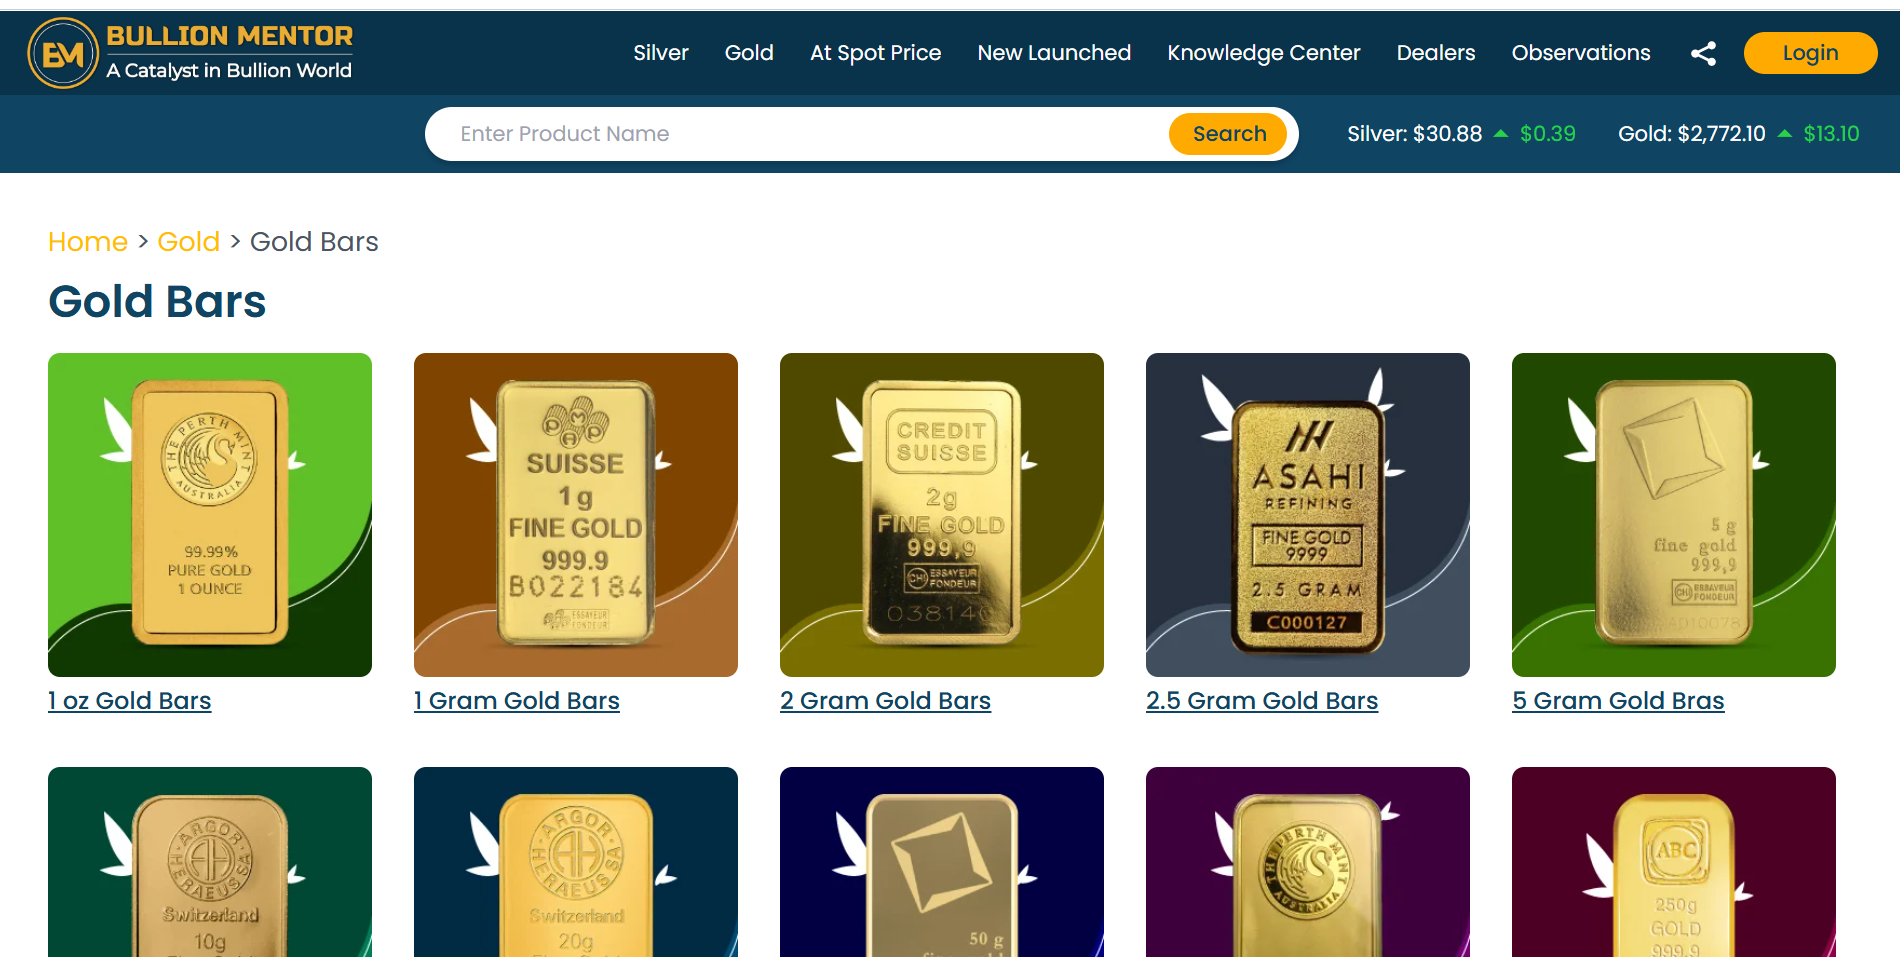 BM
BULLION MENTOR
A Catalyst in Bullion World
Silver
Gold
At Spot Price
New Launched
Knowledge Center
Dealers
Observations
Login
Enter Product Name
Search
Silver: $30.88 $0.39
Gold: $2,772.10 $13.10
Home > Gold > Gold Bars
Gold Bars
THE PERTH MINT
AUSTRALIA
99.99%
PURE GOLD
1 OUNCE
PAMP
SUISSE
1 g
FINE GOLD
999.9
B022184
ESSAYEUR
FONDEUR
CREDIT
SUISSE
2g
FINE GOLD
999,9
CHI ESSAYEUR
FONDEUR
ASAHI
REFINING
FINE GOLD
9999
2.5 GRAM
C000127
5 g
fine gold
999,9
CHI ESSAYEUR
FONDEUR
1 oz Gold Bars
1 Gram Gold Bars
2 Gram Gold Bars
2.5 Gram Gold Bars
5 Gram Gold Bras
ARGOR
HERAEUS SA
Switzerland
10g
ARGOR
HERAEUS SA
Switzerland
20g
50 g
THE PERTH MINT
AUSTRALIA
ABC
250g
GOLD
999.9